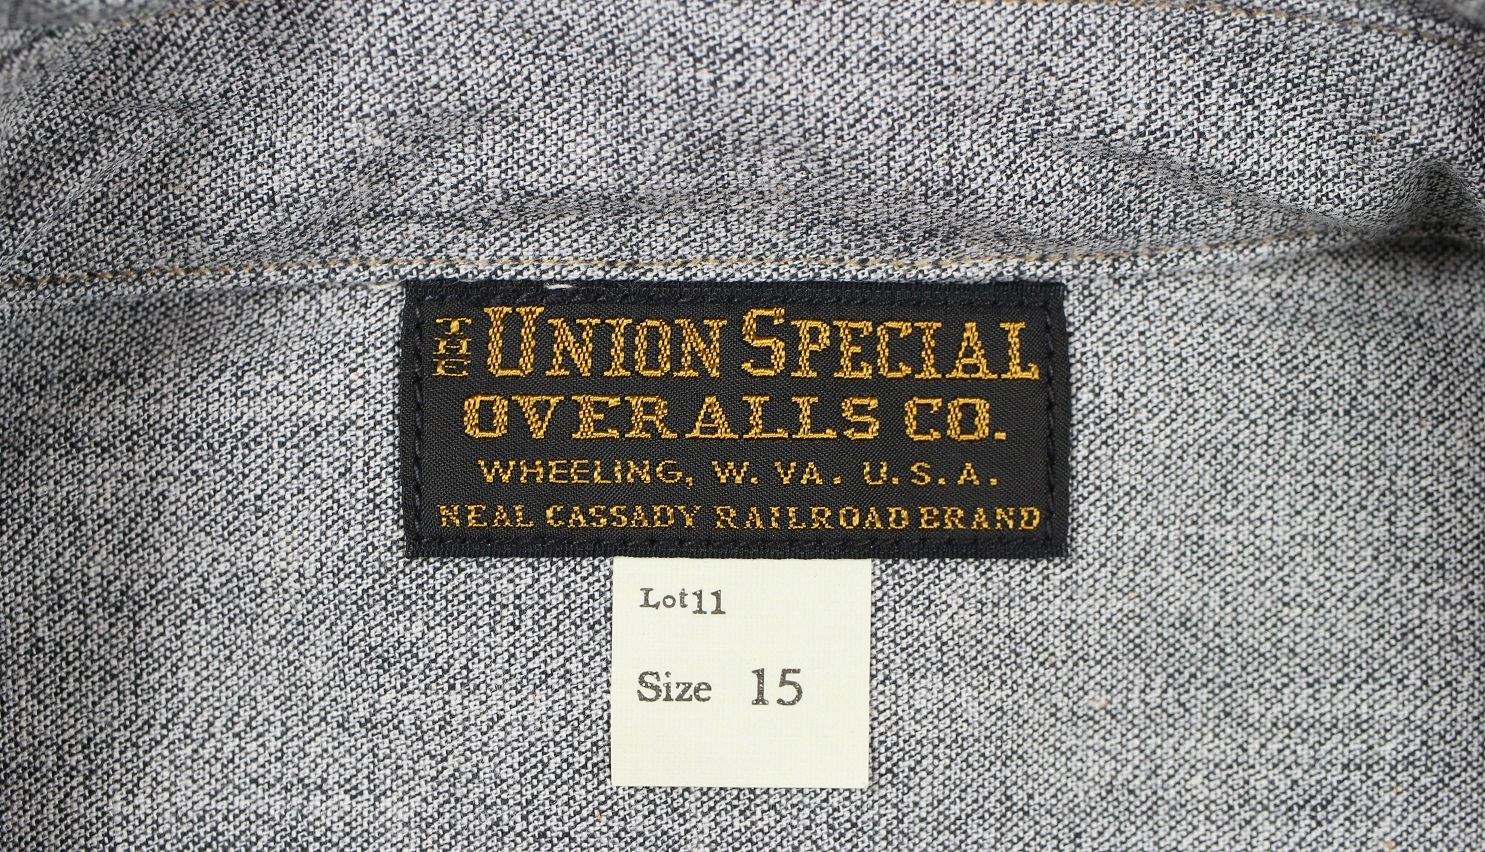 THE UNION SPECIAL
OVERALLS CO.
WHEELING, W. VA. U.S.A.
NEAL CASSADY RAILROAD BRAND
Lot11
Size 15